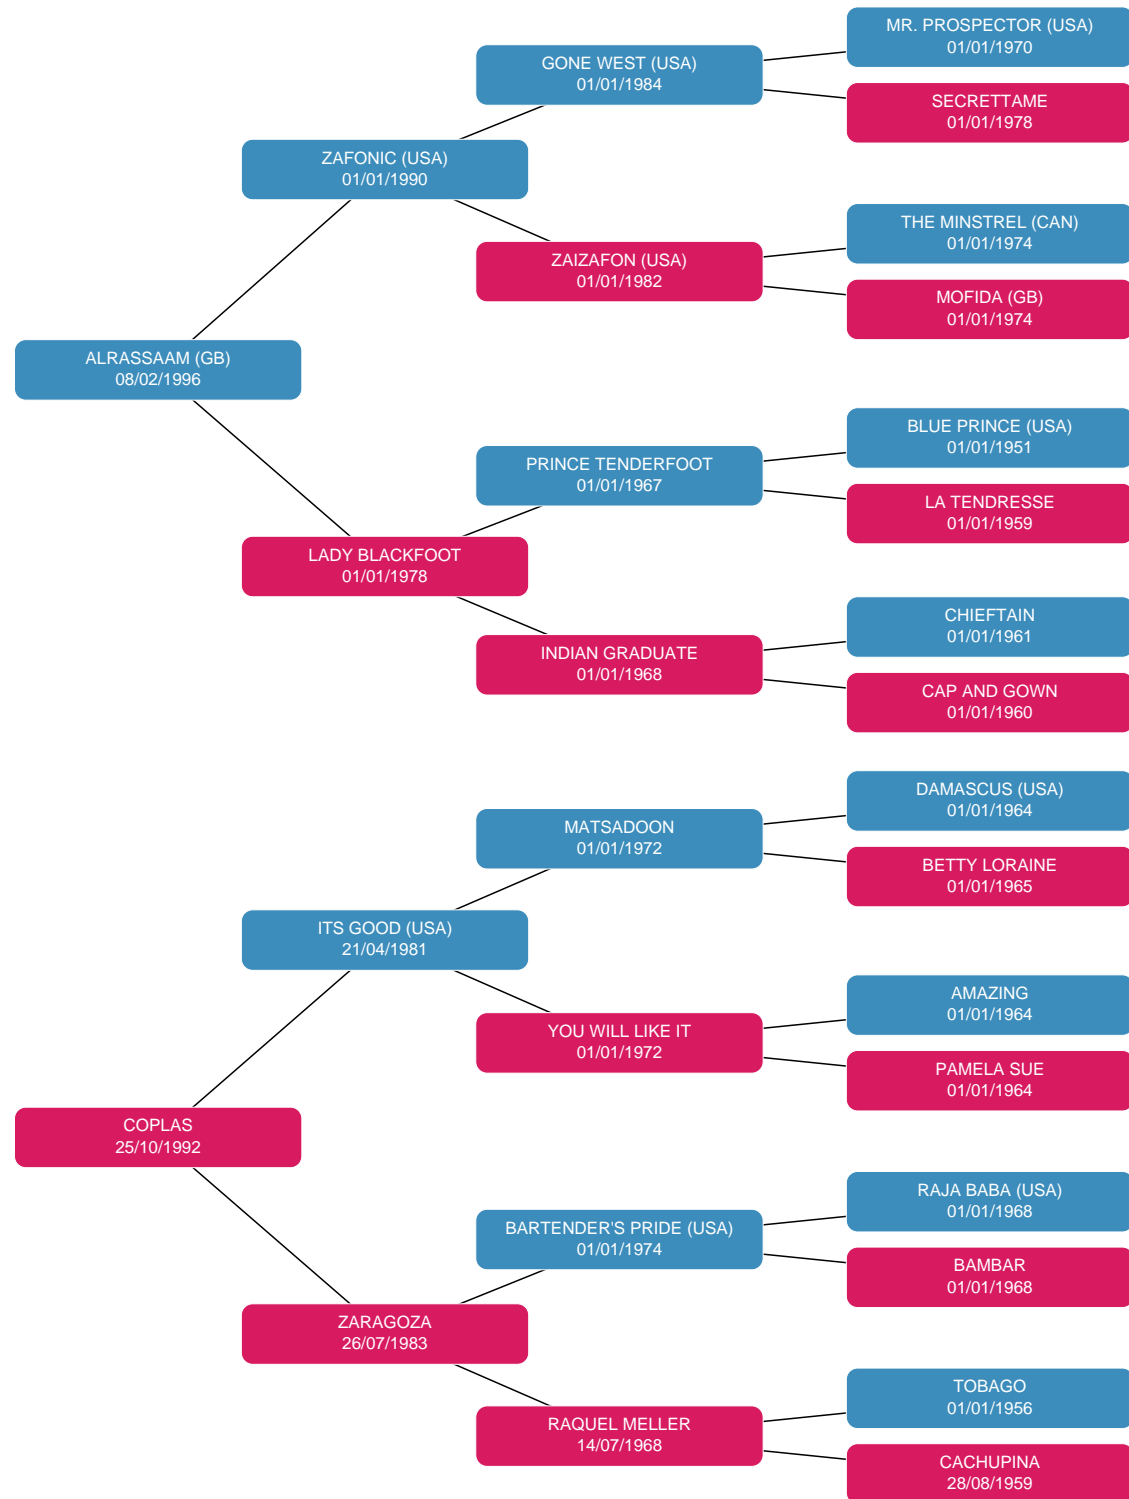 MR. PROSPECTOR (USA)
01/01/1970
GONE WEST (USA)
01/01/1984
SECRETTAME
01/01/1978
ZAFONIC (USA)
01/01/1990
THE MINSTREL (CAN)
01/01/1974
ZAIZAFON (USA)
01/01/1982
MOFIDA (GB)
01/01/1974
ALRASSAAM (GB)
08/02/1996
BLUE PRINCE (USA)
01/01/1951
PRINCE TENDERFOOT
01/01/1967
LA TENDRESSE
01/01/1959
LADY BLACKFOOT
01/01/1978
CHIEFTAIN
01/01/1961
INDIAN GRADUATE
01/01/1968
CAP AND GOWN
01/01/1960
DAMASCUS (USA)
01/01/1964
MATSADOON
01/01/1972
BETTY LORAINE
01/01/1965
ITS GOOD (USA)
21/04/1981
AMAZING
01/01/1964
YOU WILL LIKE IT
01/01/1972
PAMELA SUE
01/01/1964
COPLAS
25/10/1992
RAJA BABA (USA)
01/01/1968
BARTENDER'S PRIDE (USA)
01/01/1974
BAMBAR
01/01/1968
ZARAGOZA
26/07/1983
TOBAGO
01/01/1956
RAQUEL MELLER
14/07/1968
CACHUPINA
28/08/1959